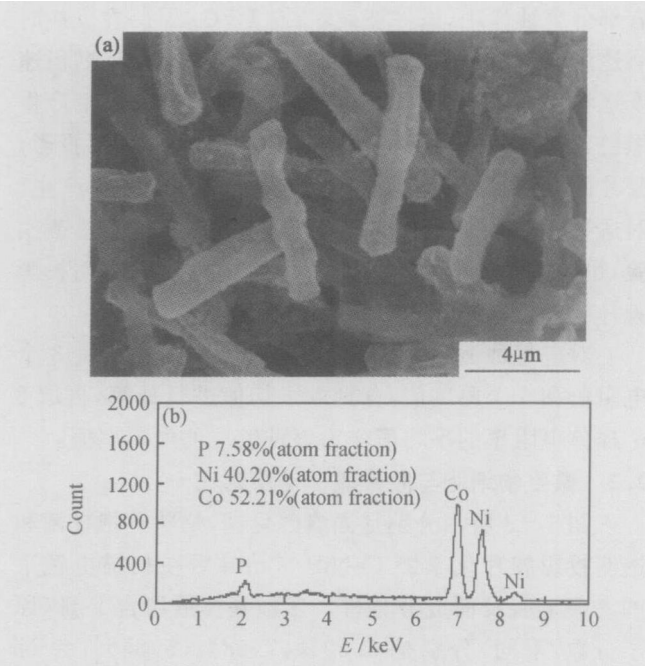 (a)
4μm
(b)
2000
1600
1200
800
400
0
Count
P 7.58%(atom fraction)
Ni 40.20%(atom fraction)
Co 52.21%(atom fraction)
P
Co
Ni
Ni
0 1 2 3 4 5 6 7 8 9 10
E / keV